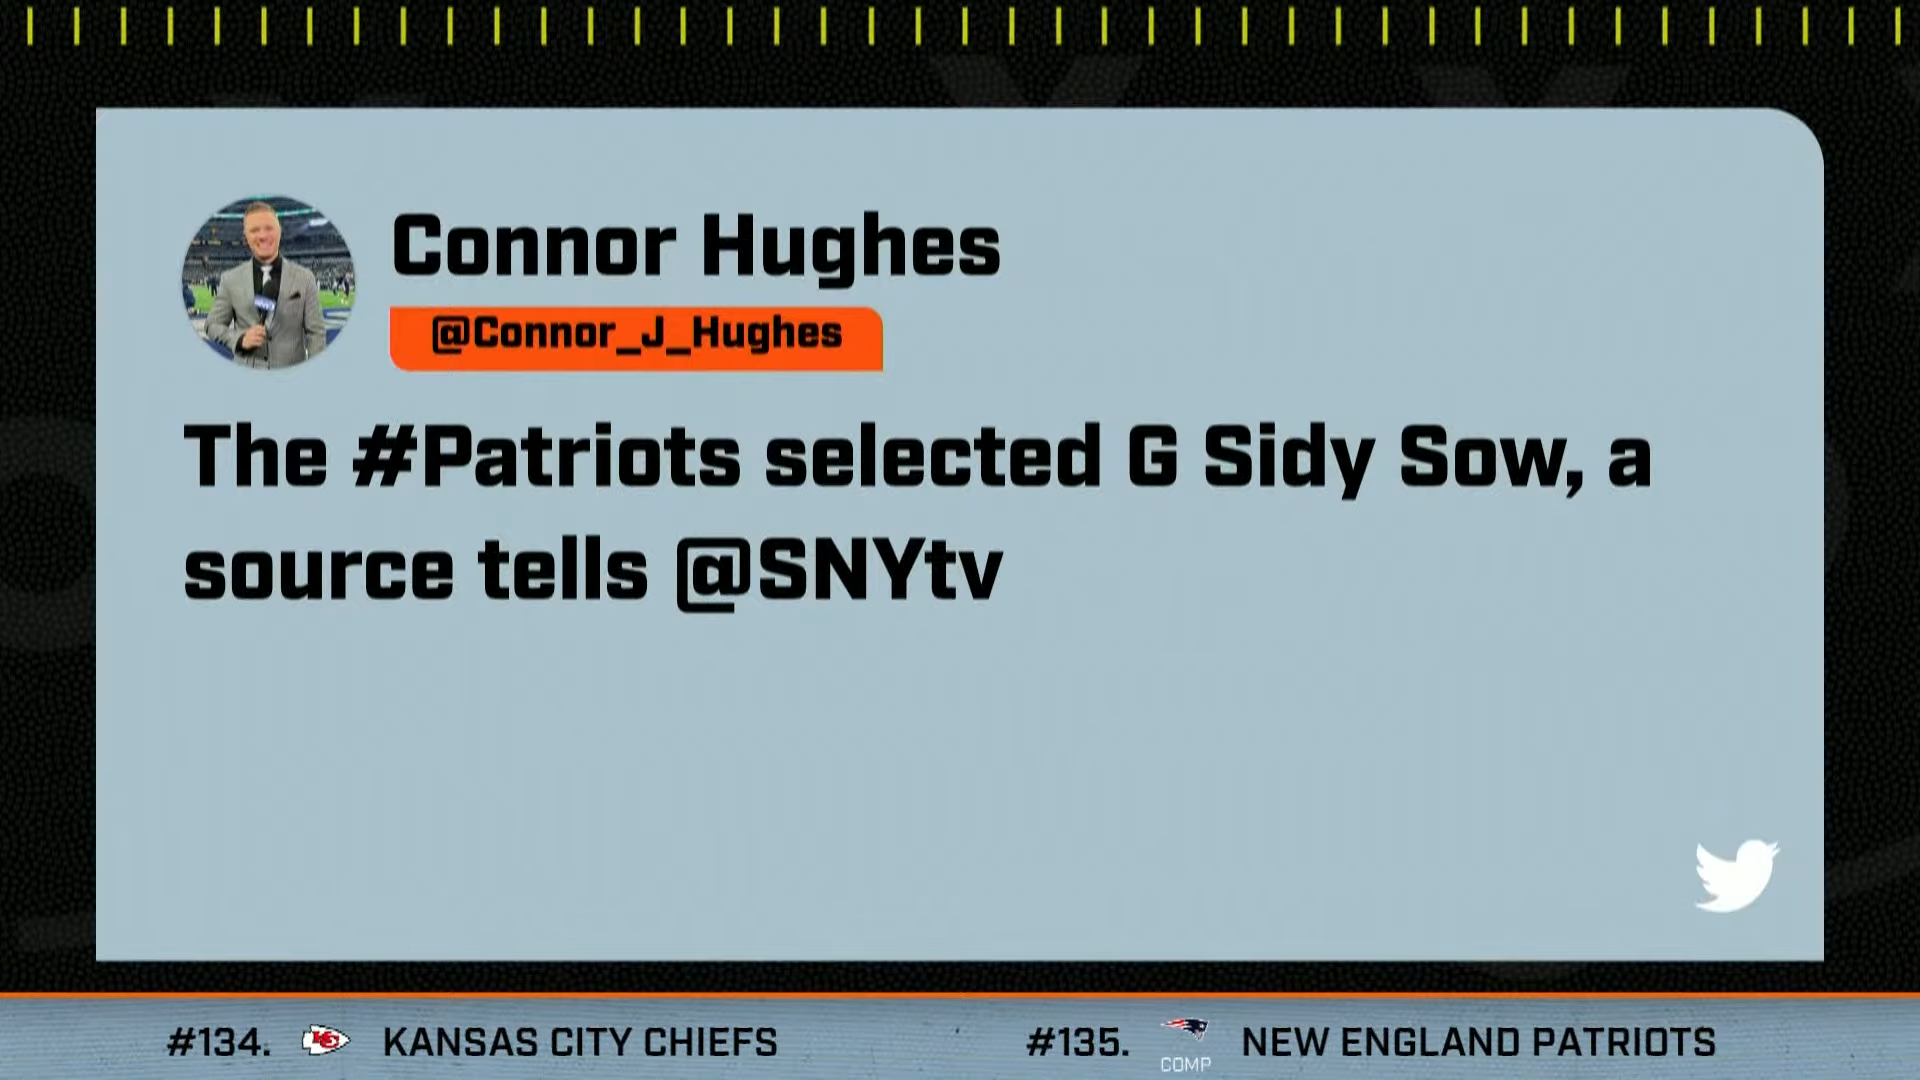 Connor Hughes
@Connor_J_Hughes
The #Patriots selected G Sidy Sow, a
source tells @SNYtv
#134. KC KANSAS CITY CHIEFS #135. COMP NEW ENGLAND PATRIOTS